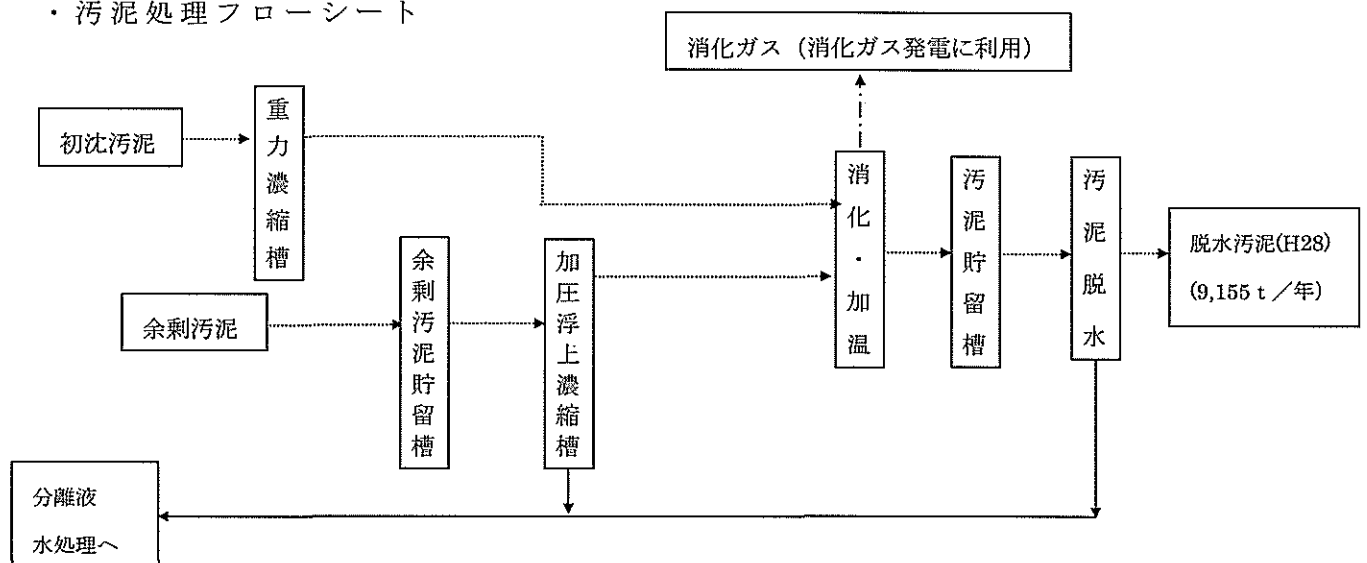 ・汚泥処理フローシート
消化ガス（消化ガス発電に利用）
初沈汚泥
重力濃縮槽
余剰汚泥
余剰汚泥貯留槽
加圧浮上濃縮槽
消化・加温
汚泥貯留槽
汚泥脱水
脱水汚泥(H28)
(9,155ｔ／年)
分離液
水処理へ